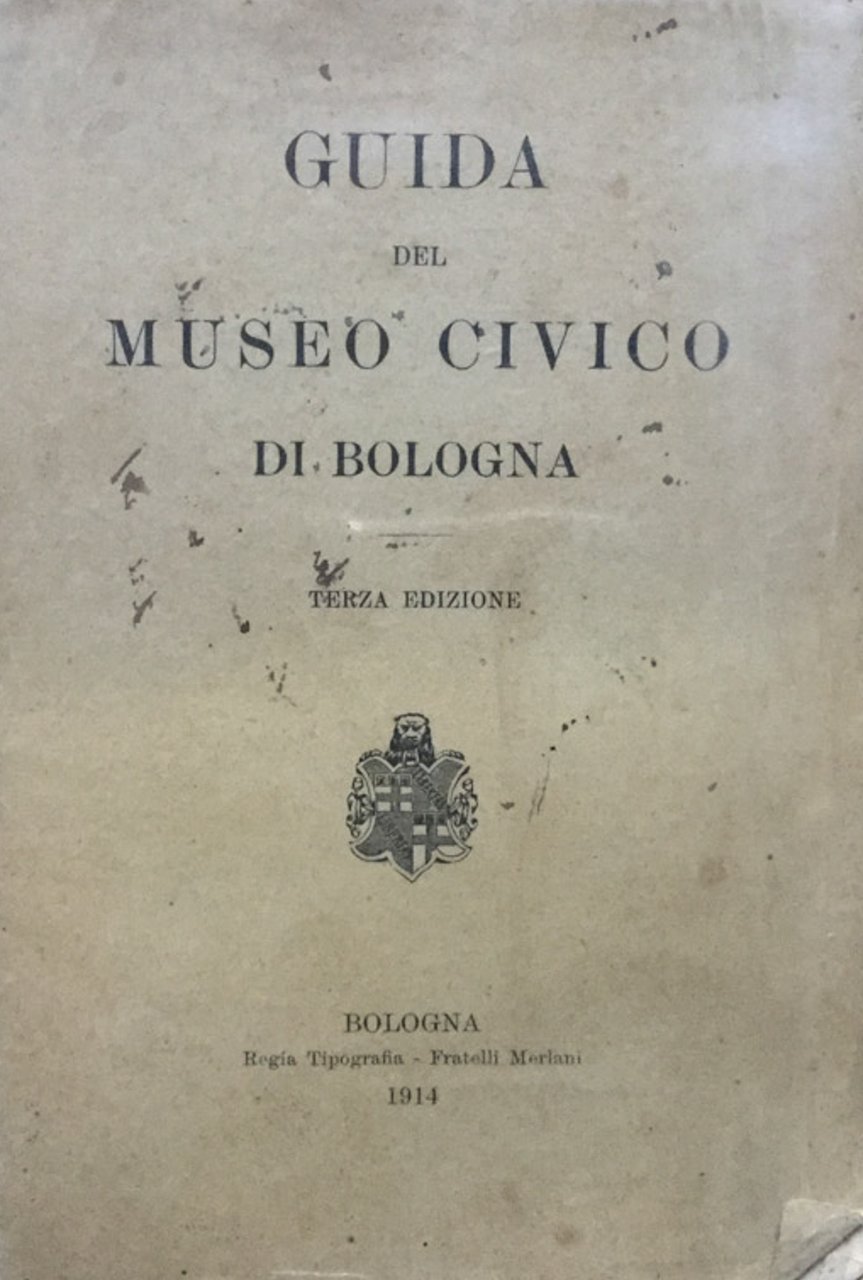 GUIDA
DEL
MUSEO CIVICO
DI BOLOGNA
TERZA EDIZIONE
BOLOGNA
Regia Tipografia - Fratelli Merlani
1914